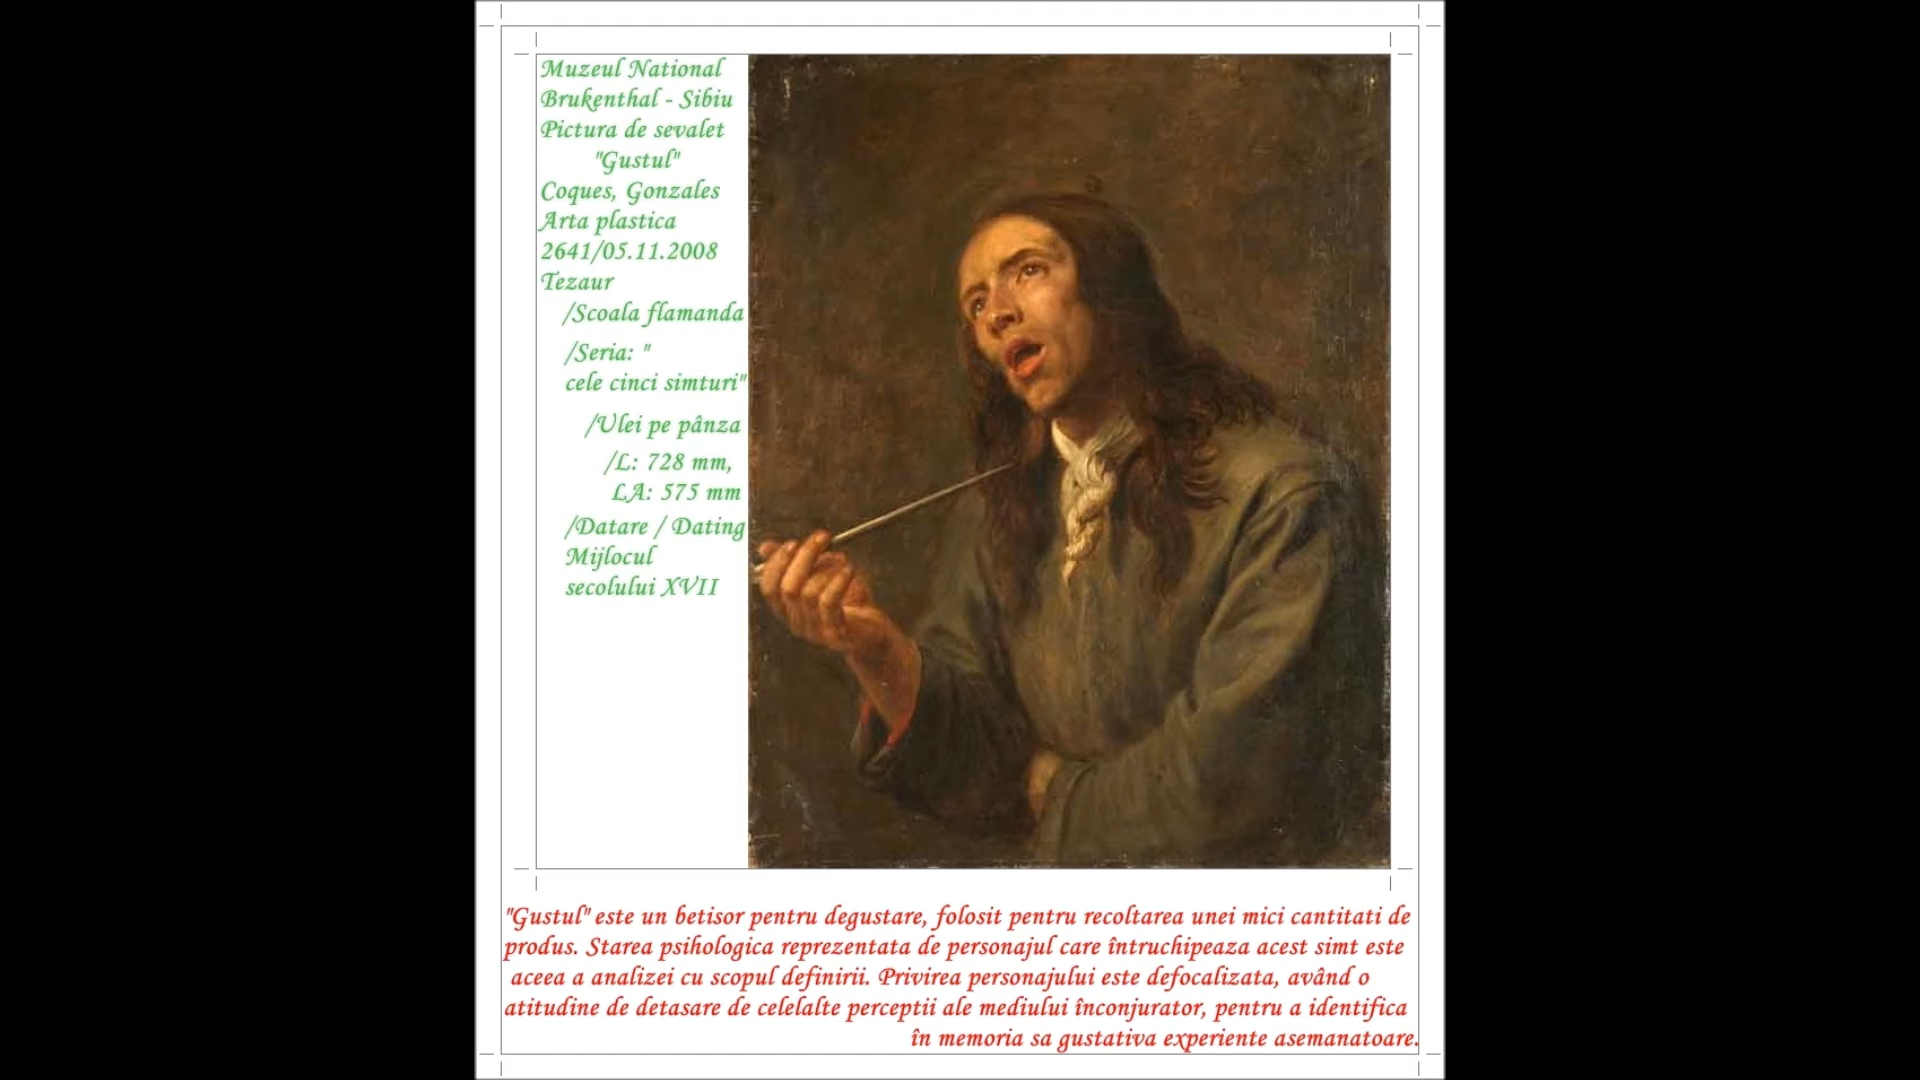 Muzeul National
Brukenthal - Sibiu
Pictura de sevalet
"Gustul"
Coques, Gonzales
Arta plastica
2641/05.11.2008
Tezaur
/Scoala flamanda
/Seria: "
cele cinci simturi"
/Ulei pe pânza
/L: 728 mm,
LA: 575 mm
/Datare / Dating
Mijlocul
secolului XVII
"Gustul" este un betisor pentru degustare, folosit pentru recoltarea unei mici cantitati de
produs. Starea psihologica reprezentata de personajul care întruchipeaza acest simt este
aceea a analizei cu scopul definirii. Privirea personajului este defocalizata, având o
atitudine de detasare de celelalte perceptii ale mediului înconjurator, pentru a identifica
în memoria sa gustativa experiente asemanatoare.